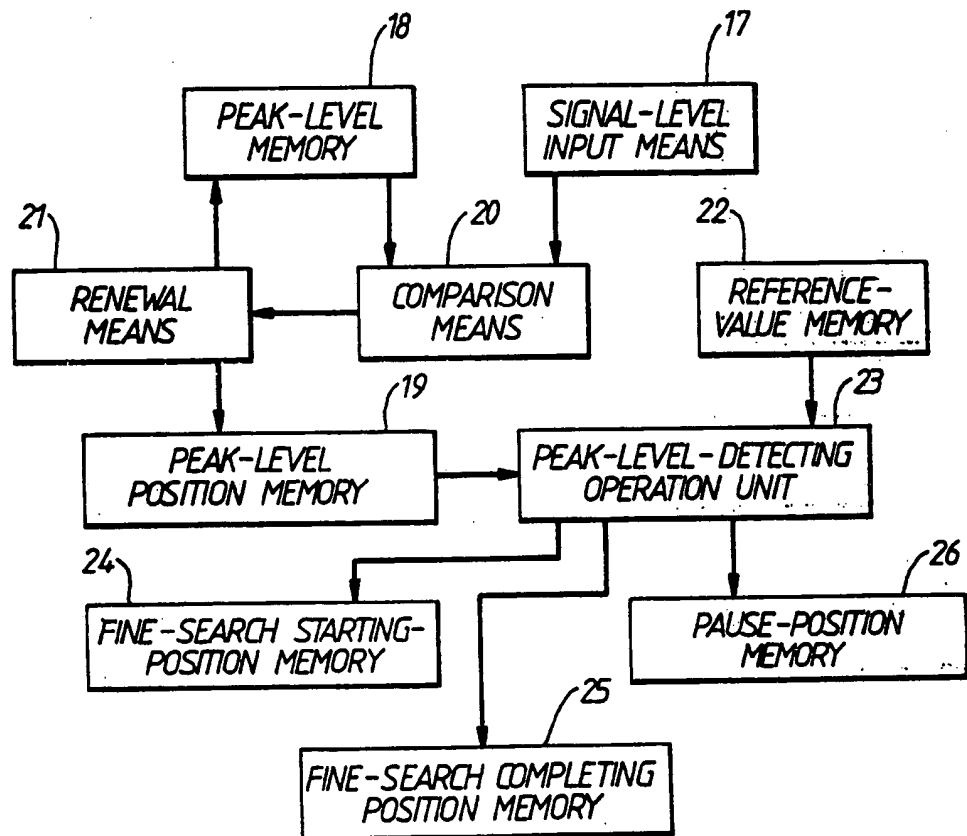 18
17
PEAK-LEVEL
MEMORY
SIGNAL-LEVEL
INPUT MEANS
21
20
22
RENEWAL
MEANS
COMPARISON
MEANS
REFERENCE-
VALUE MEMORY
19
23
PEAK-LEVEL
POSITION MEMORY
PEAK-LEVEL-DETECTING
OPERATION UNIT
24
26
FINE-SEARCH STARTING-
POSITION MEMORY
PAUSE-POSITION
MEMORY
25
FINE-SEARCH COMPLETING
POSITION MEMORY